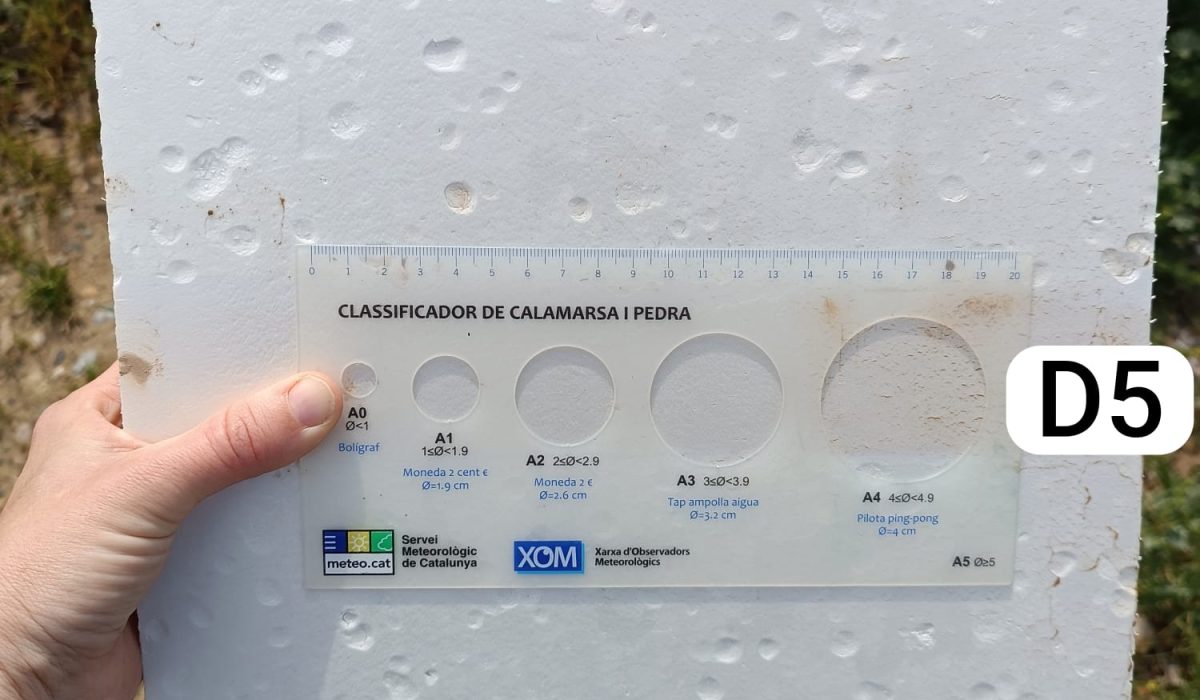 0 1 2 3 4 5 6 7 8 9 10 11 12 13 14 15 16 17 18 19 20
CLASSIFICADOR DE CALAMARSA I PEDRA
D5
A0
Ø<1
Bolígraf
A1
1≤Ø<1.9
Moneda 2 cent €
Ø=1.9 cm
A2 2≤Ø<2.9
Moneda 2 €
Ø=2.6 cm
A3 3≤Ø<3.9
Tap ampolla aigua
Ø=3.2 cm
A4 4≤Ø<4.9
Pilota ping-pong
Ø=4 cm
meteo.cat
Servei
Meteorològic
de Catalunya
XOM
Xarxa d'Observadors
Meteorològics
A5 Ø≥5